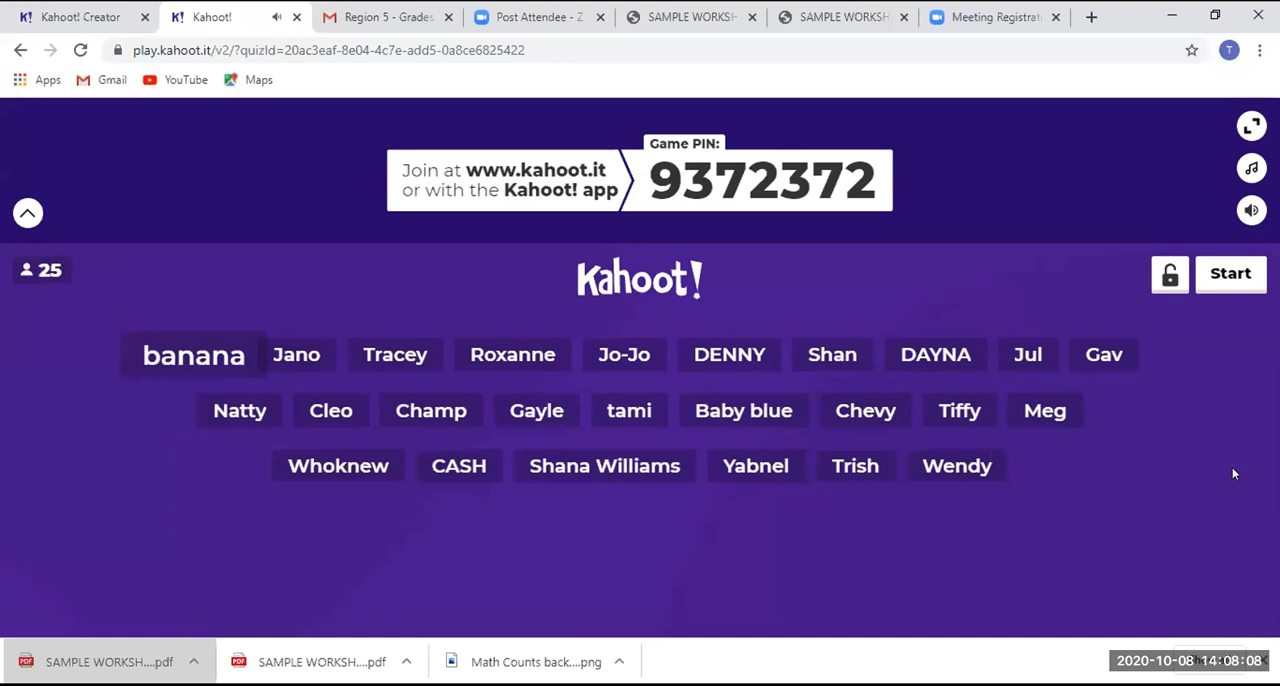 Kahoot! Creator
Kahoot!
Region 5 - Grades
Post Attendee - Z
SAMPLE WORKSH
SAMPLE WORKSH
Meeting Registrat
play.kahoot.it/v2/?quizId=20ac3eaf-8e04-4c7e-add5-0a8ce6825422
T
Apps Gmail YouTube Maps
Game PIN:
Join at www.kahoot.it
or with the Kahoot! app
9372372
25
Kahoot!
Start
banana Jano Tracey Roxanne Jo-Jo DENNY Shan DAYNA Jul Gav
Natty Cleo Champ Gayle tami Baby blue Chevy Tiffy Meg
Whoknew CASH Shana Williams Yabnel Trish Wendy
SAMPLE WORKSH....pdf
SAMPLE WORKSH....pdf
Math Counts back....png
2020-10-08 14:08:08